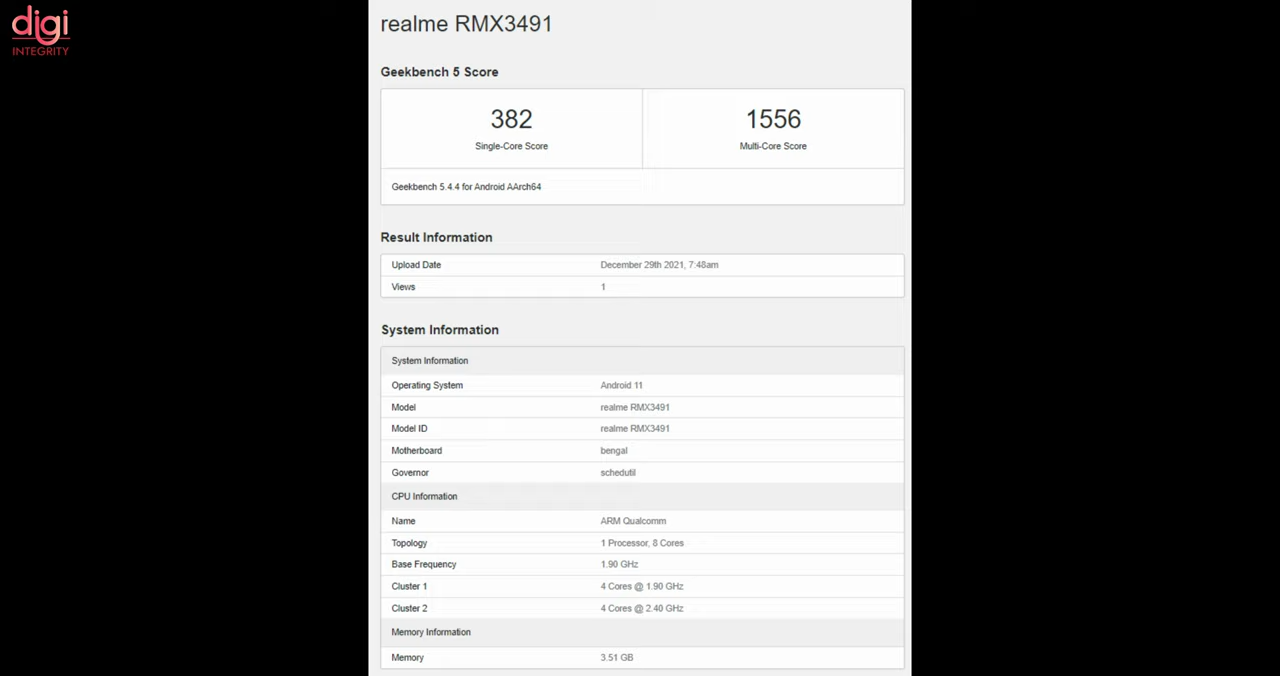 digi
INTEGRITY
realme RMX3491
Geekbench 5 Score
382
1556
Single-Core Score
Multi-Core Score
Geekbench 5.4.4 for Android AArch64
Result Information
Upload Date December 29th 2021, 7:48am
Views 1
System Information
System Information
Operating System Android 11
Model realme RMX3491
Model ID realme RMX3491
Motherboard bengal
Governor schedutil
CPU Information
Name ARM Qualcomm
Topology 1 Processor, 8 Cores
Base Frequency 1.90 GHz
Cluster 1 4 Cores @ 1.90 GHz
Cluster 2 4 Cores @ 2.40 GHz
Memory Information
Memory 3.51 GB